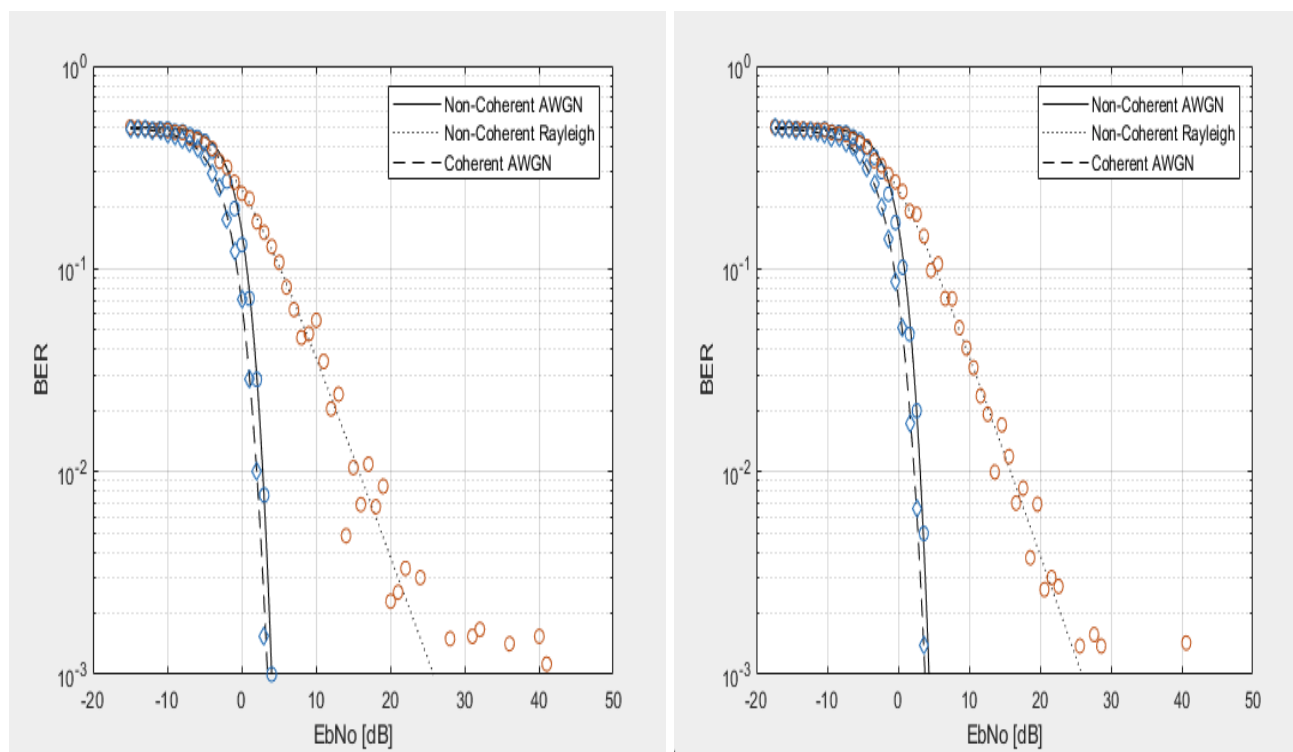 10^0
10^-1
10^-2
10^-3
-20 -10 0 10 20 30 40 50
BER
EbNo [dB]
Non-Coherent AWGN
Non-Coherent Rayleigh
Coherent AWGN
10^0
10^-1
10^-2
10^-3
-20 -10 0 10 20 30 40 50
BER
EbNo [dB]
Non-Coherent AWGN
Non-Coherent Rayleigh
Coherent AWGN